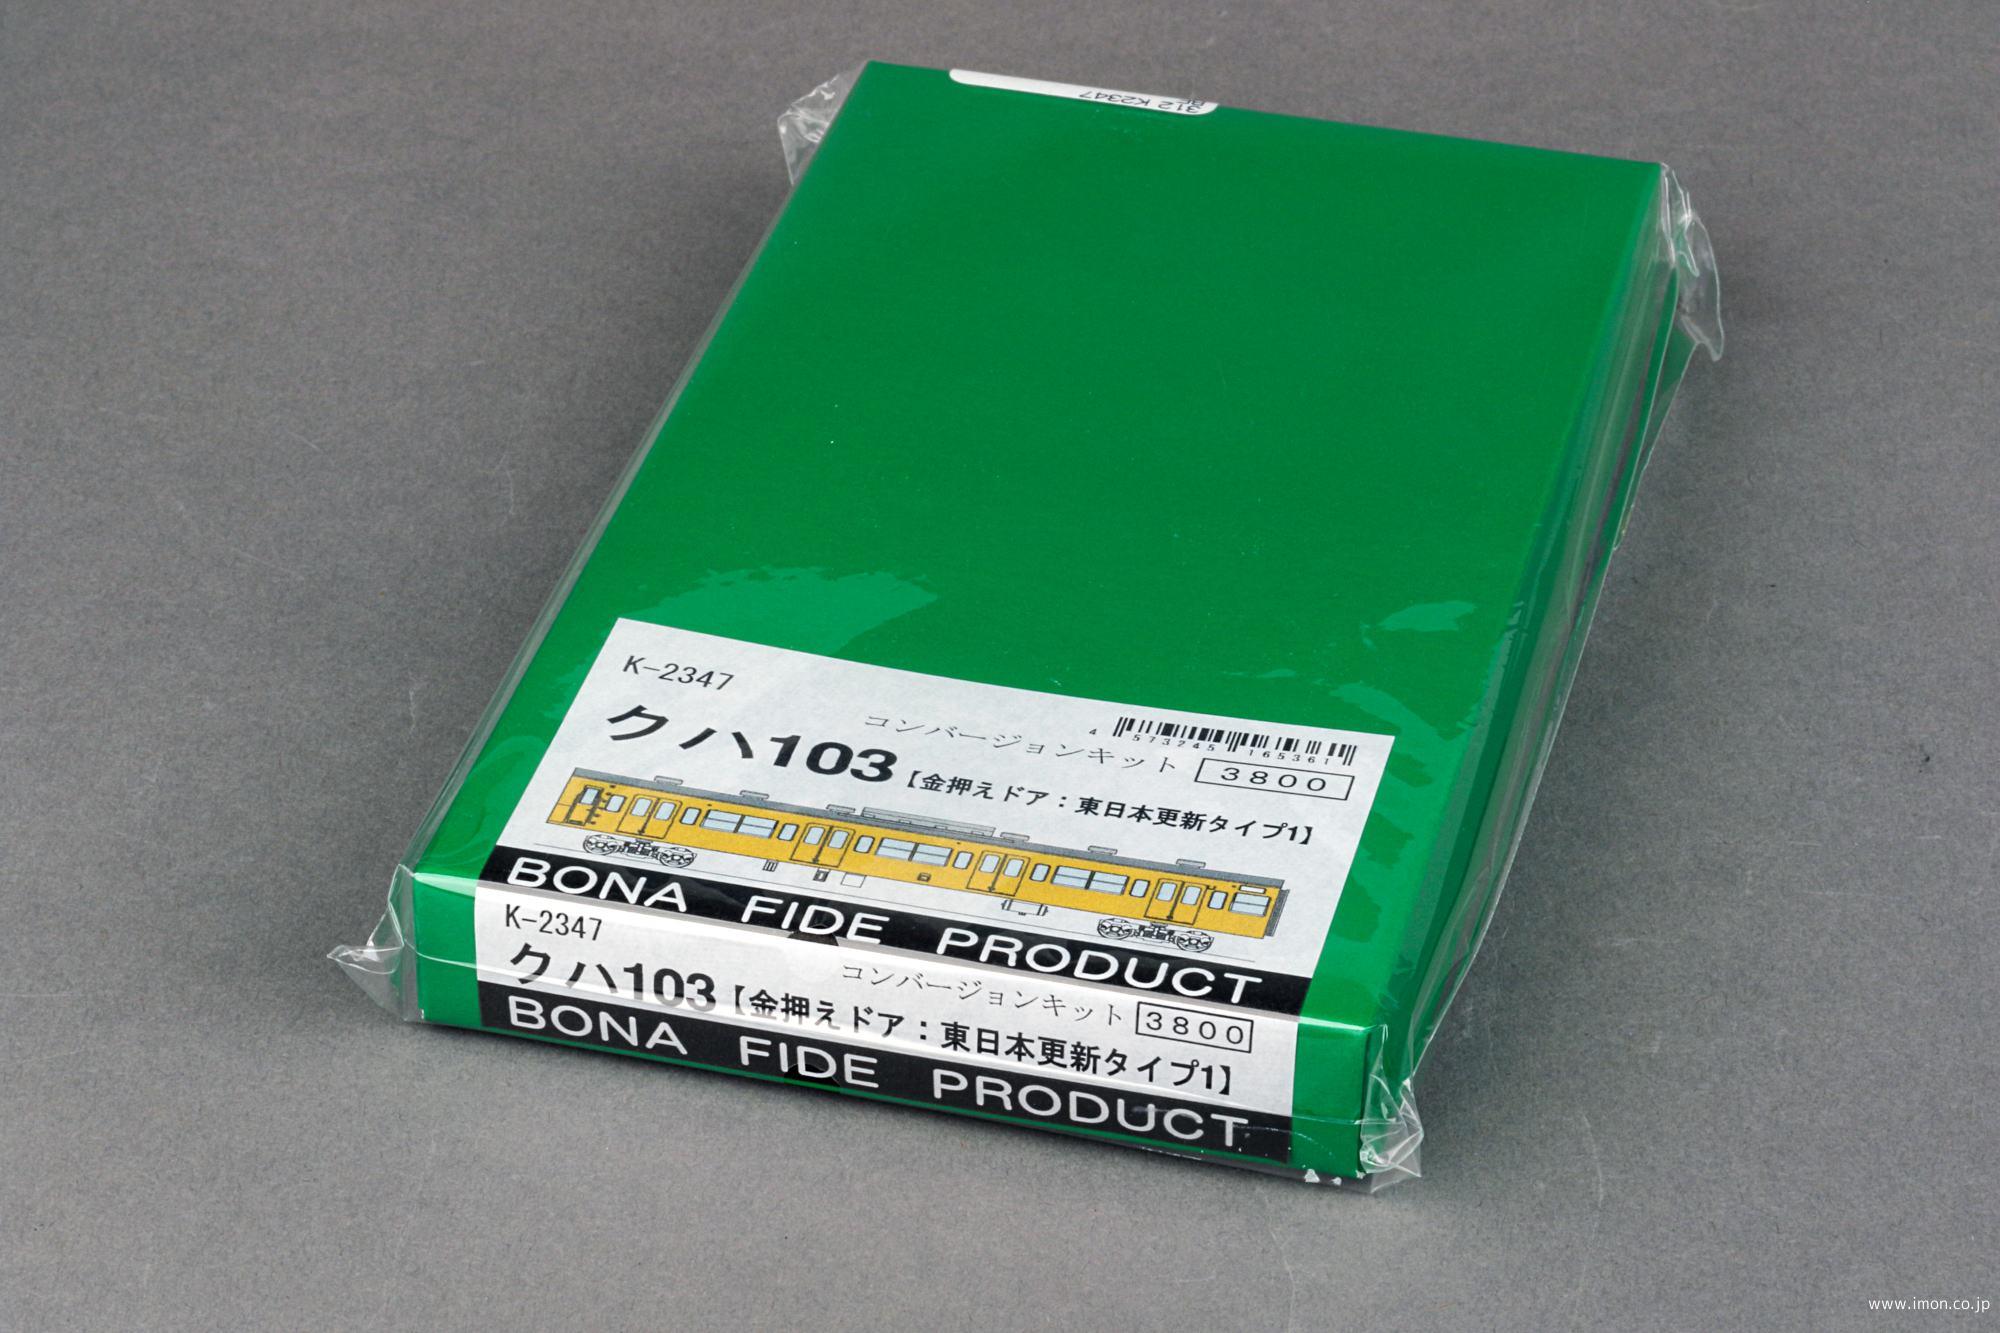 312 K2347
K-2347
コンバージョンキット
4 573245 165361
クハ103【金押えドア：東日本更新タイプ1】
3800
BONA FIDE PRODUCT
K-2347
コンバージョンキット
クハ103【金押えドア：東日本更新タイプ1】
3800
BONA FIDE PRODUCT
www.imon.co.jp